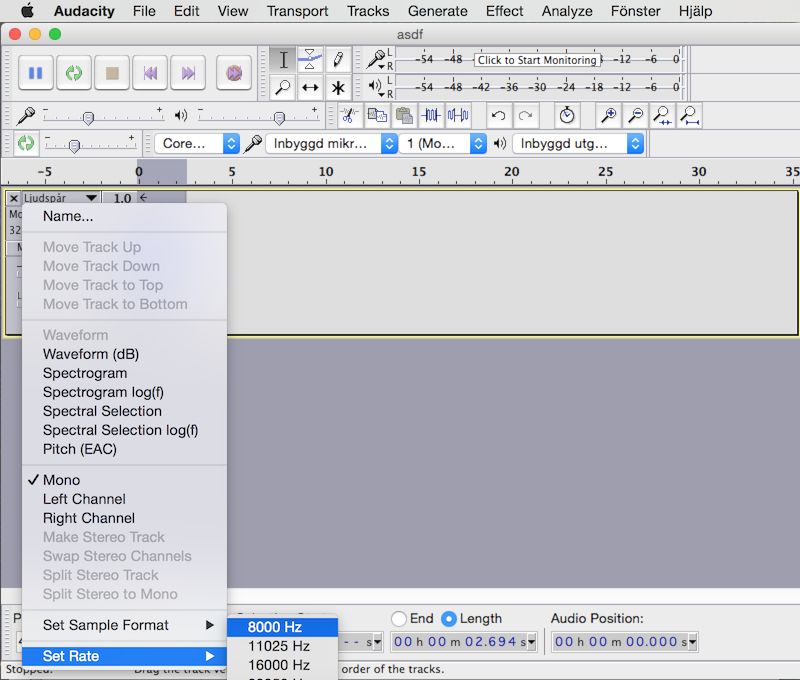 Audacity File Edit View Transport Tracks Generate Effect Analyze Fönster Hjälp
asdf
L R -54 -48 Click to Start Monitoring -12 -6 0
L R -54 -48 -42 -36 -30 -24 -18 -12 -6 0
- +
- +
- + Core... Inbyggd mikr... 1 (Mo... Inbyggd utg...
-5 0 5 10 15 20 25 30 35
Ljudspår 1.0
Mo
32
M
L
Name...
Move Track Up
Move Track Down
Move Track to Top
Move Track to Bottom
Waveform
Waveform (dB)
Spectrogram
Spectrogram log(f)
Spectral Selection
Spectral Selection log(f)
Pitch (EAC)
Mono
Left Channel
Right Channel
Make Stereo Track
Swap Stereo Channels
Split Stereo Track
Split Stereo to Mono
Set Sample Format
Set Rate
8000 Hz
11025 Hz
16000 Hz
End Length Audio Position:
-- s 00 h 00 m 02.694 s 00 h 00 m 00.000 s
Stopped. Drag the track ve order of the tracks.